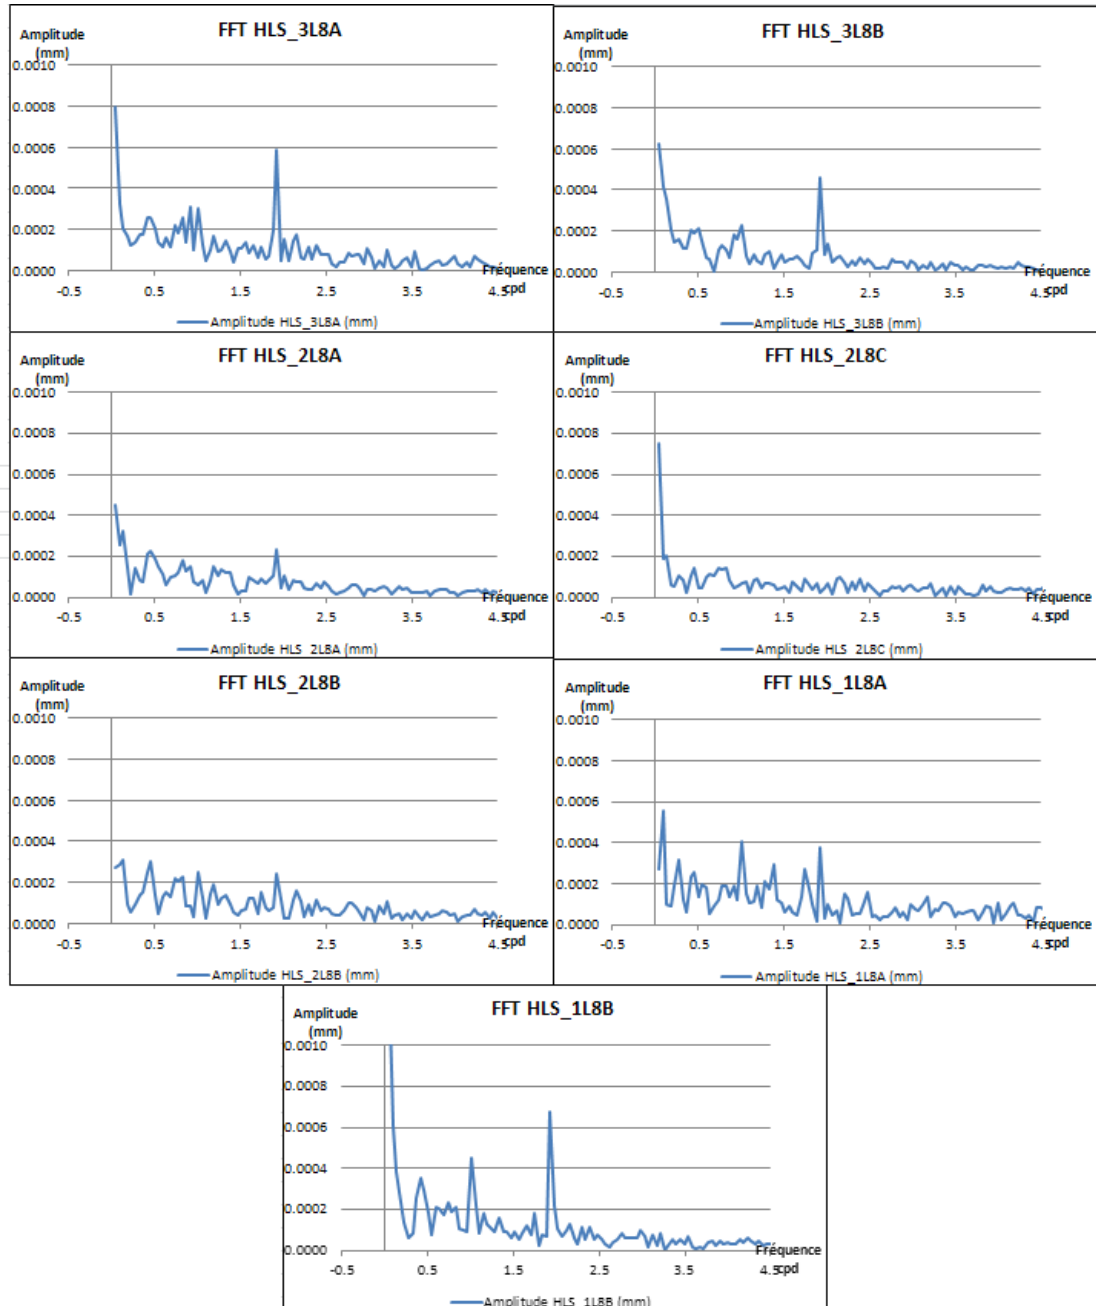 FFT HLS_3L8A
Amplitude
(mm)
0.0010
0.0008
0.0006
0.0004
0.0002
0.0000
-0.5 0.5 1.5 2.5 3.5 4.5
Fréquence
cpd
Amplitude HLS_3L8A (mm)
FFT HLS_3L8B
Amplitude
(mm)
0.0010
0.0008
0.0006
0.0004
0.0002
0.0000
-0.5 0.5 1.5 2.5 3.5 4.5
Fréquence
cpd
Amplitude HLS_3L8B (mm)
FFT HLS_2L8A
Amplitude
(mm)
0.0010
0.0008
0.0006
0.0004
0.0002
0.0000
-0.5 0.5 1.5 2.5 3.5 4.5
Fréquence
cpd
Amplitude HLS_2L8A (mm)
FFT HLS_2L8C
Amplitude
(mm)
0.0010
0.0008
0.0006
0.0004
0.0002
0.0000
-0.5 0.5 1.5 2.5 3.5 4.5
Fréquence
cpd
Amplitude HLS_2L8C (mm)
FFT HLS_2L8B
Amplitude
(mm)
0.0010
0.0008
0.0006
0.0004
0.0002
0.0000
-0.5 0.5 1.5 2.5 3.5 4.5
Fréquence
cpd
Amplitude HLS_2L8B (mm)
FFT HLS_1L8A
Amplitude
(mm)
0.0010
0.0008
0.0006
0.0004
0.0002
0.0000
-0.5 0.5 1.5 2.5 3.5 4.5
Fréquence
cpd
Amplitude HLS_1L8A (mm)
FFT HLS_1L8B
Amplitude
(mm)
0.0010
0.0008
0.0006
0.0004
0.0002
0.0000
-0.5 0.5 1.5 2.5 3.5 4.5
Fréquence
cpd
Amplitude HLS_1L8B (mm)